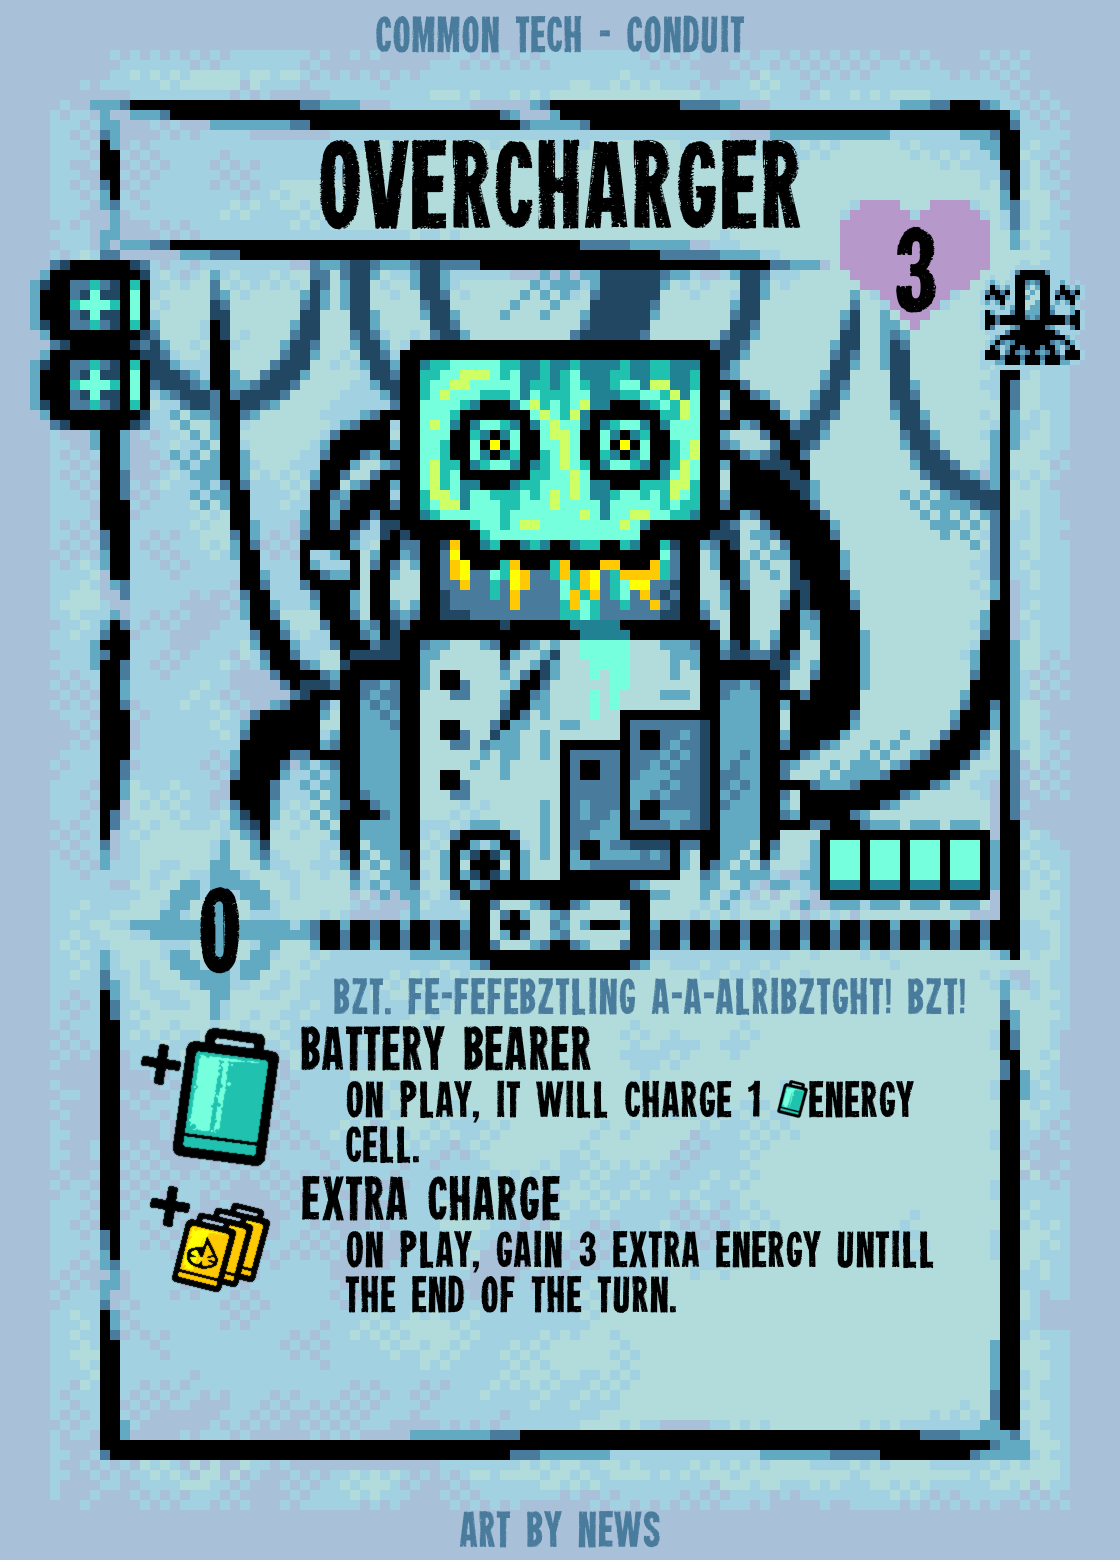 COMMON TECH - CONDUIT
OVERCHARGER
3
0
BZT. FE-FEFEBZTLING A-A-ALRIBZTGHT! BZT!
BATTERY BEARER
ON PLAY, IT WILL CHARGE 1 ENERGY
CELL.
EXTRA CHARGE
ON PLAY, GAIN 3 EXTRA ENERGY UNTILL
THE END OF THE TURN.
ART BY NEWS